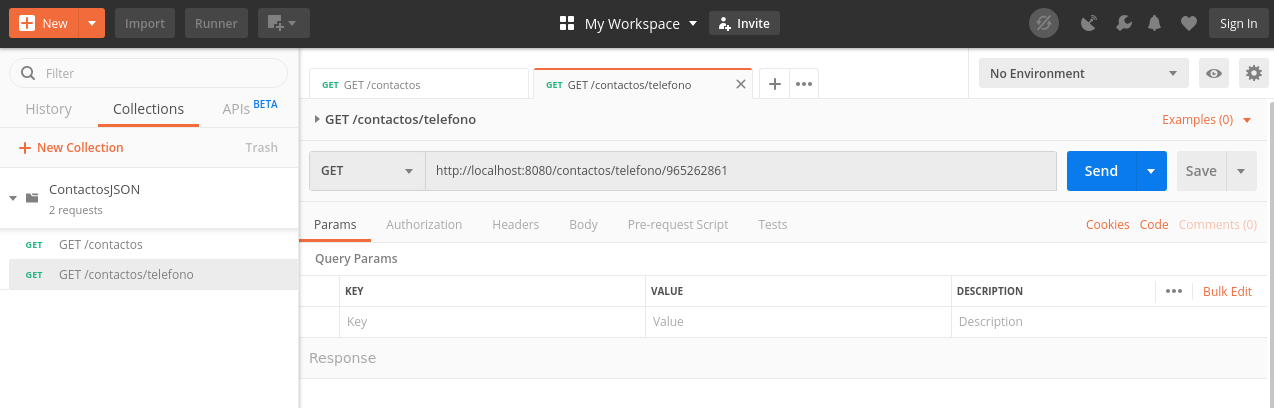 New Import Runner My Workspace Invite Sign In
Filter
History Collections APIs BETA
New Collection Trash
ContactosJSON
2 requests
GET GET /contactos
GET GET /contactos/telefono
GET GET /contactos GET GET /contactos/telefono No Environment
GET /contactos/telefono Examples (0)
GET http://localhost:8080/contactos/telefono/965262861 Send Save
Params Authorization Headers Body Pre-request Script Tests Cookies Code Comments (0)
Query Params
KEY VALUE DESCRIPTION Bulk Edit
Key Value Description
Response